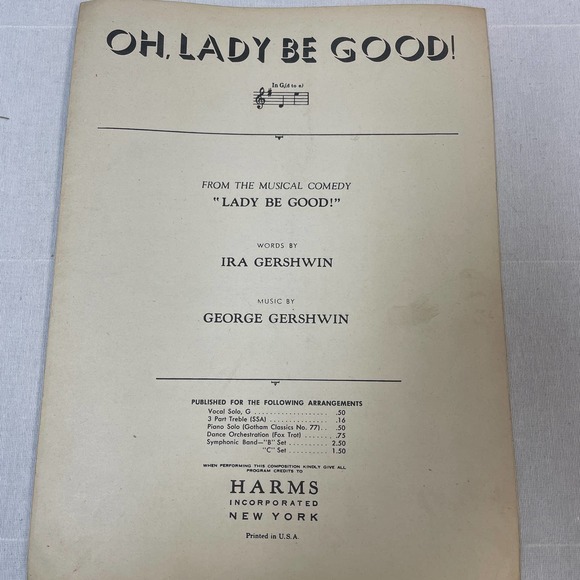 OH, LADY BE GOOD!
In G,(d to e)
FROM THE MUSICAL COMEDY
"LADY BE GOOD!"
WORDS BY
IRA GERSHWIN
MUSIC BY
GEORGE GERSHWIN
PUBLISHED FOR THE FOLLOWING ARRANGEMENTS
Vocal Solo, G . . . . . . . . . . . . . . . . . . . .50
3 Part Treble (SSA) . . . . . . . . . . . . . . . .16
Piano Solo (Gotham Classics No. 77) . . .50
Dance Orchestration (Fox Trot) . . . . . . .75
Symphonic Band—"B" Set . . . . . . . . . 2.50
"C" Set . . . . . . . . . 1.50
WHEN PERFORMING THIS COMPOSITION KINDLY GIVE ALL
PROGRAM CREDITS TO
HARMS
INCORPORATED
NEW YORK
Printed in U.S.A.